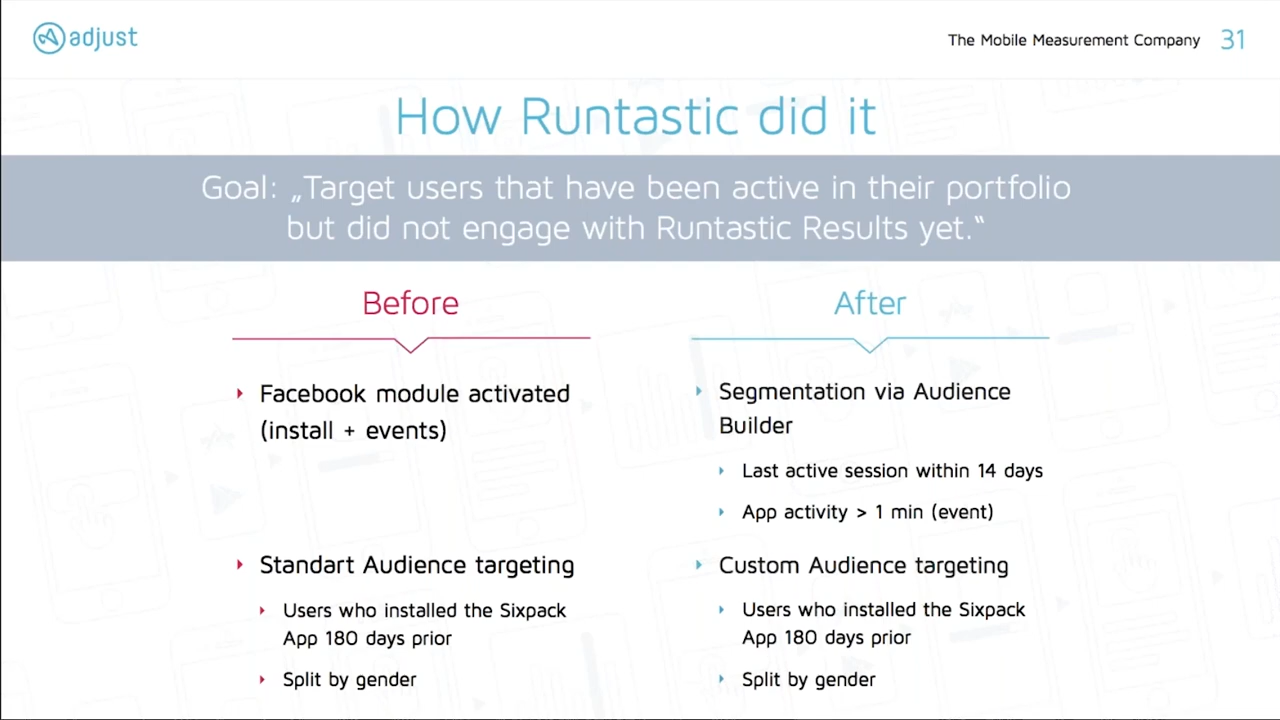 adjust
The Mobile Measurement Company 31
How Runtastic did it
Goal: „Target users that have been active in their portfolio
but did not engage with Runtastic Results yet.“
Before
Facebook module activated
(install + events)
Standart Audience targeting
Users who installed the Sixpack
App 180 days prior
Split by gender
After
Segmentation via Audience
Builder
Last active session within 14 days
App activity > 1 min (event)
Custom Audience targeting
Users who installed the Sixpack
App 180 days prior
Split by gender